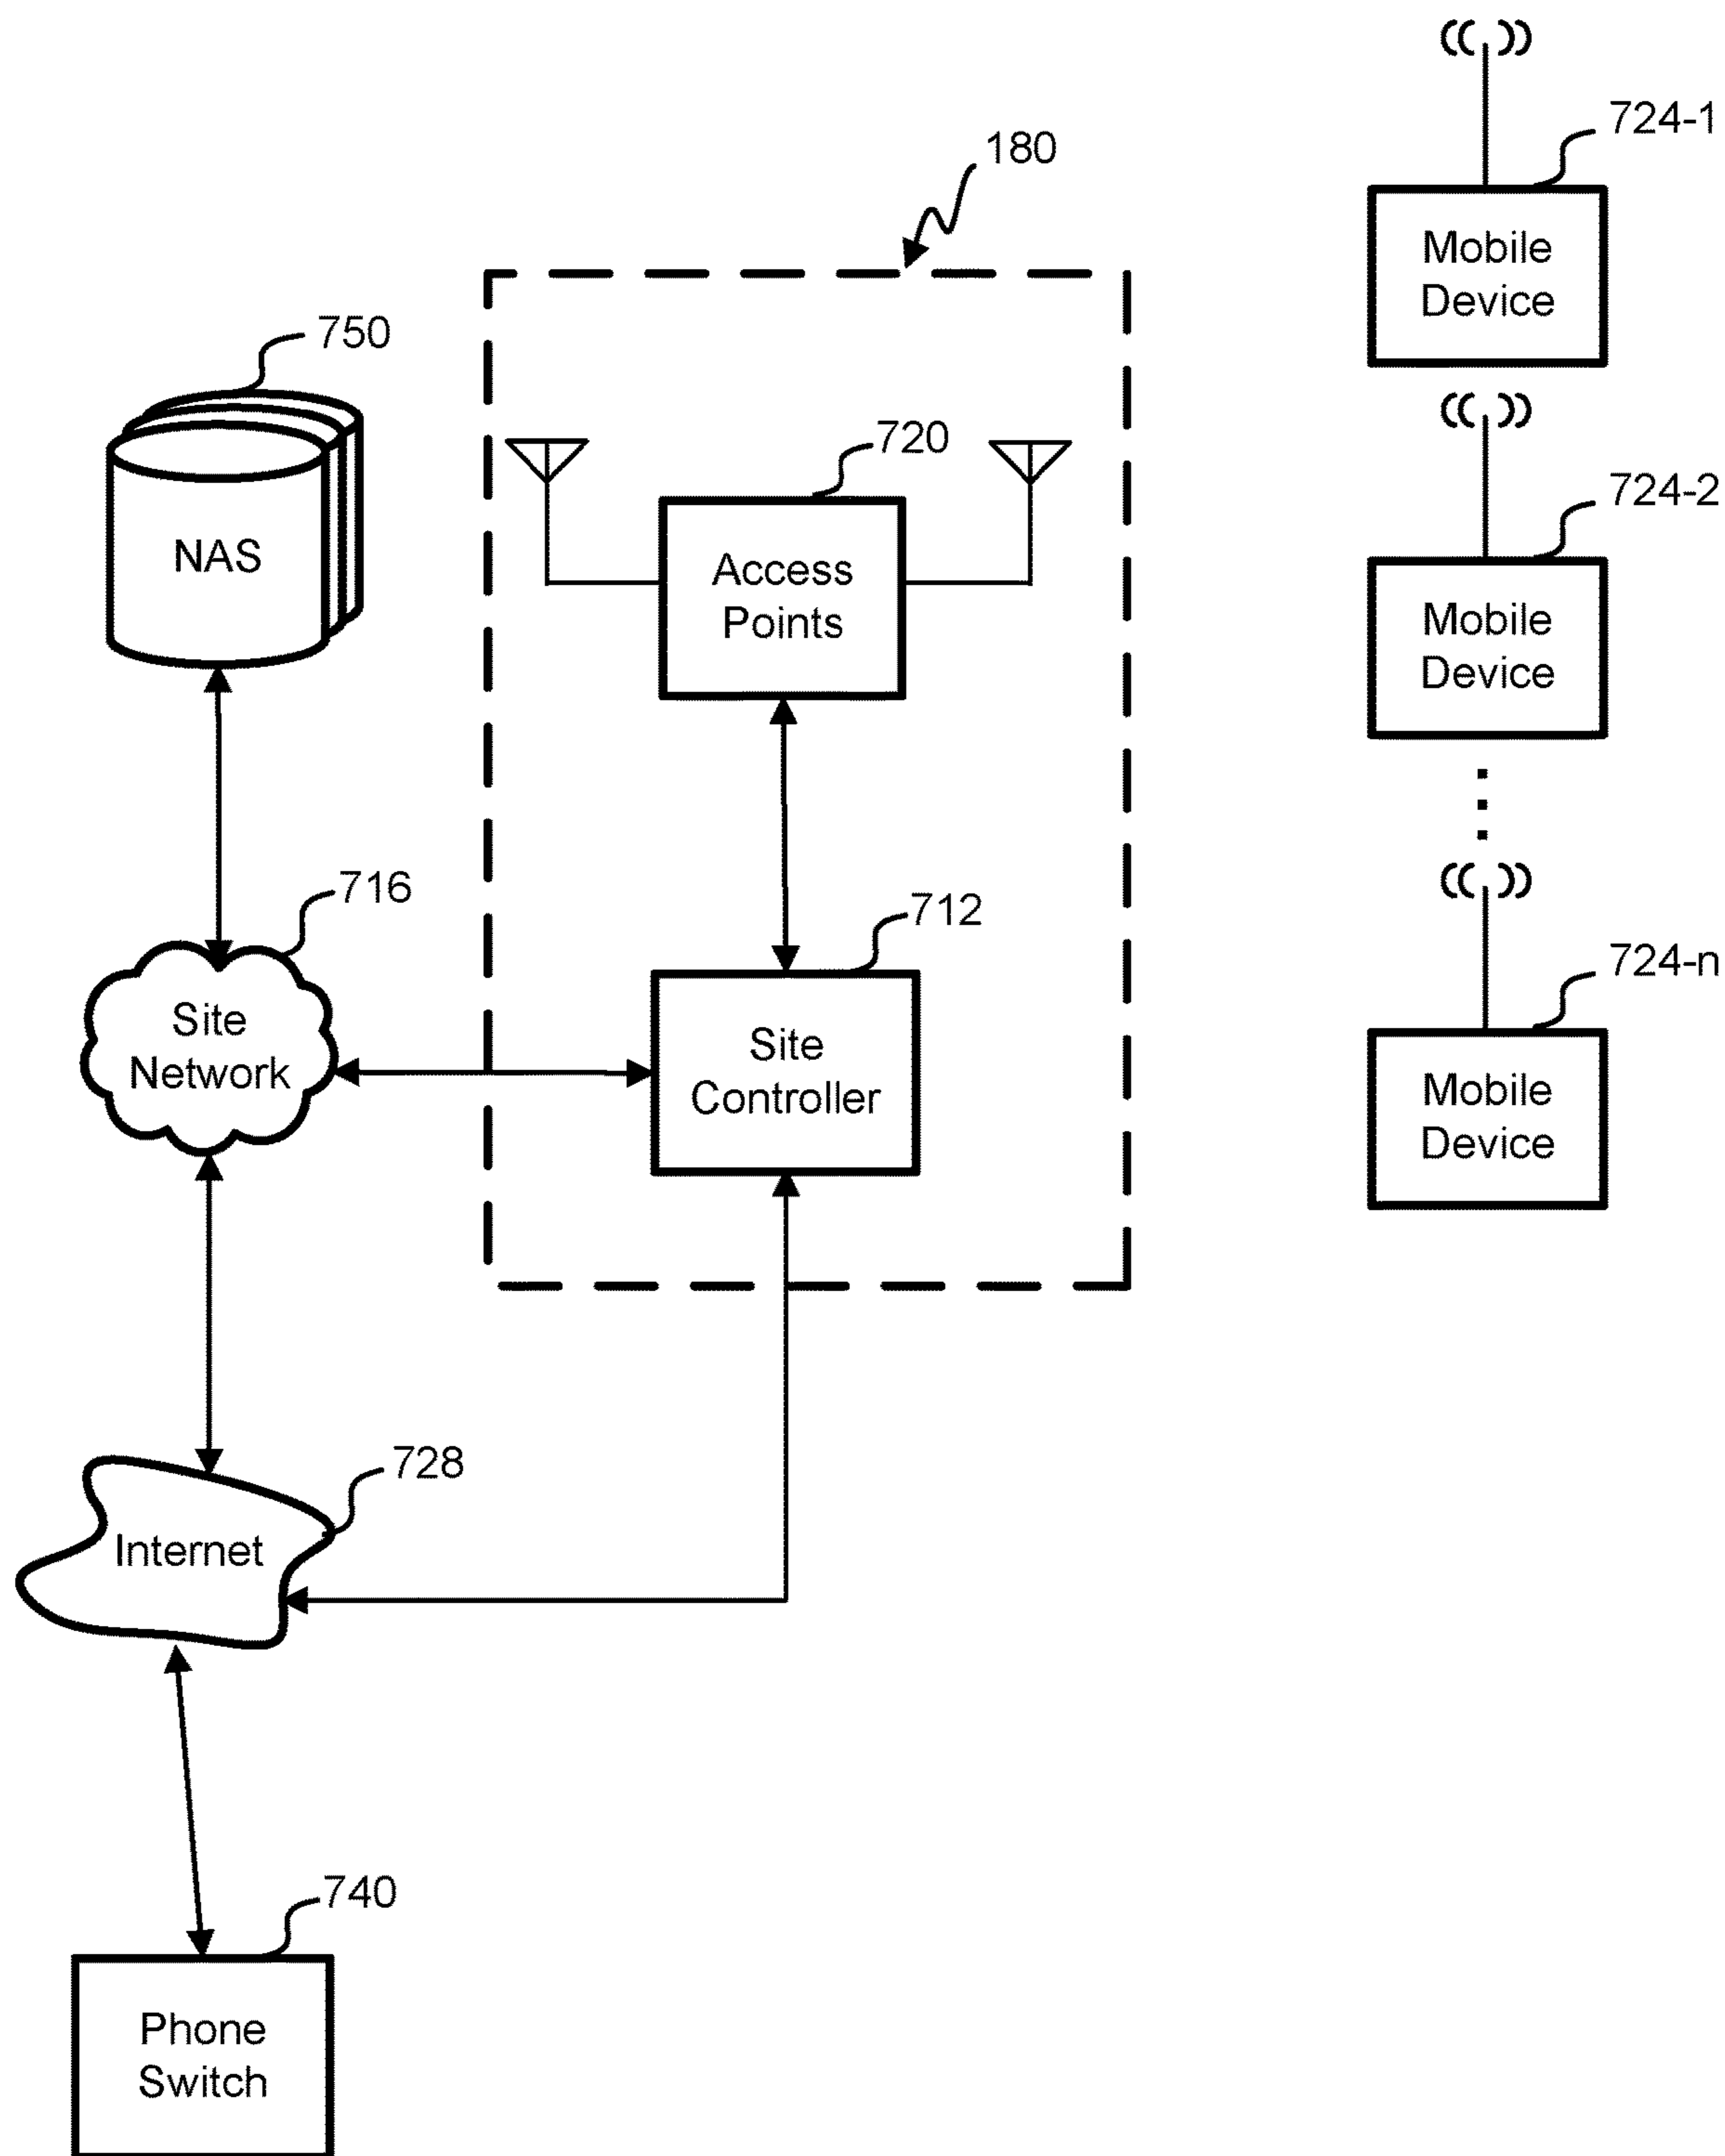 724-1
180
Mobile
Device
750
720
724-2
NAS
Access
Points
Mobile
Device
716
712
724-n
Site
Network
Site
Controller
Mobile
Device
728
Internet
740
Phone
Switch